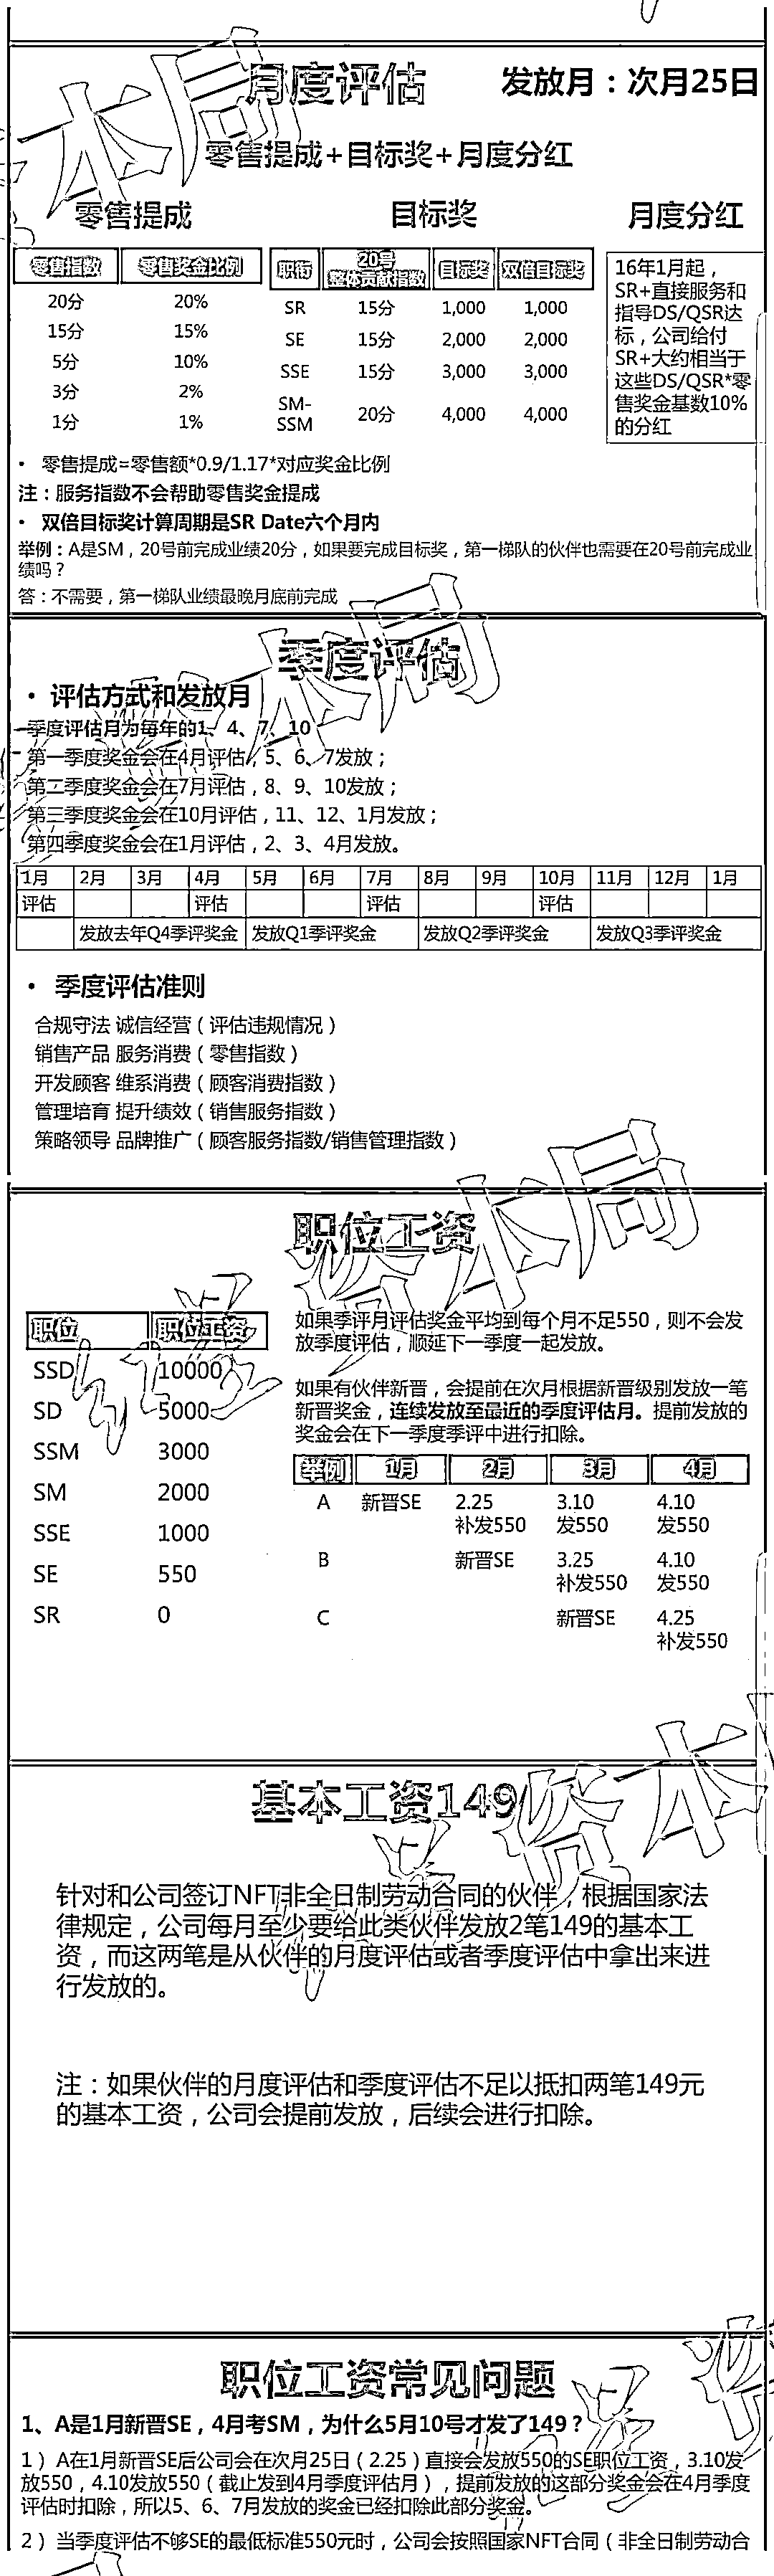 月度评估
发放月：次月25日
零售提成+目标奖+月度分红
零售提成
零售指数 零售奖金比例
20分 20%
15分 15%
5分 10%
3分 2%
1分 1%
目标奖
职衔 20号整体贡献指数 目标奖 双倍目标奖
SR 15分 1,000 1,000
SE 15分 2,000 2,000
SSE 15分 3,000 3,000
SM-SSM 20分 4,000 4,000
月度分红
16年1月起，
SR+直接服务和
指导DS/QSR达
标，公司给付
SR+大约相当于
这些DS/QSR*零
售奖金基数10%
的分红
• 零售提成=零售额*0.9/1.17*对应奖金比例
注：服务指数不会帮助零售奖金提成
• 双倍目标奖计算周期是SR Date六个月内
举例：A是SM，20号前完成业绩20分，如果要完成目标奖，第一梯队的伙伴也需要在20号前完成业
绩吗？
答：不需要，第一梯队业绩最晚月底前完成
季度评估
• 评估方式和发放月
季度评估月为每年的1、4、7、10
第一季度奖金会在4月评估，5、6、7发放；
第二季度奖金会在7月评估，8、9、10发放；
第三季度奖金会在10月评估，11、12、1月发放；
第四季度奖金会在1月评估，2、3、4月发放。
1月 2月 3月 4月 5月 6月 7月 8月 9月 10月 11月 12月 1月
评估 评估 评估 评估
发放去年Q4季评奖金 发放Q1季评奖金 发放Q2季评奖金 发放Q3季评奖金
• 季度评估准则
合规守法 诚信经营（评估违规情况）
销售产品 服务消费（零售指数）
开发顾客 维系消费（顾客消费指数）
管理培育 提升绩效（销售服务指数）
策略领导 品牌推广（顾客服务指数/销售管理指数）
职位工资
职位 职位工资
SSD 10000
SD 5000
SSM 3000
SM 2000
SSE 1000
SE 550
SR 0
如果季评月评估奖金平均到每个月不足550，则不会发
放季度评估，顺延下一季度一起发放。
如果有伙伴新晋，会提前在次月根据新晋级别发放一笔
新晋奖金，连续发放至最近的季度评估月。提前发放的
奖金会在下一季度季评中进行扣除。
举例 1月 2月 3月 4月
A 新晋SE 2.25 3.10 4.10
补发550 发550 发550
B 新晋SE 3.25 4.10
补发550 发550
C 新晋SE 4.25
补发550
基本工资149
针对和公司签订NFT非全日制劳动合同的伙伴，根据国家法
律规定，公司每月至少要给此类伙伴发放2笔149的基本工
资，而这两笔是从伙伴的月度评估或者季度评估中拿出来进
行发放的。
注：如果伙伴的月度评估和季度评估不足以抵扣两笔149元
的基本工资，公司会提前发放，后续会进行扣除。
职位工资常见问题
1、A是1月新晋SE，4月考SM，为什么5月10号才发了149？
1）A在1月新晋SE后公司会在次月25日（2.25）直接会发放550的SE职位工资，3.10发
放550，4.10发放550（截止发到4月季度评估月），提前发放的这部分奖金会在4月季度
评估时扣除，所以5、6、7月发放的奖金已经扣除此部分奖金。
2）当季度评估不够SE的最低标准550元时，公司会按照国家NFT合同（非全日制劳动合